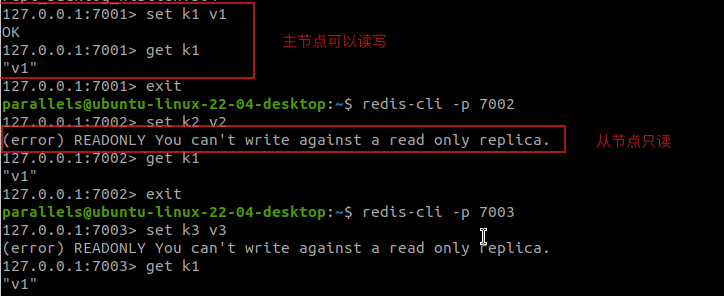 127.0.0.1:7001> set k1 v1
OK
主节点可以读写
127.0.0.1:7001> get k1
"v1"
127.0.0.1:7001> exit
parallels@ubuntu-linux-22-04-desktop:~$ redis-cli -p 7002
127.0.0.1:7002> set k2 v2
(error) READONLY You can't write against a read only replica.
从节点只读
127.0.0.1:7002> get k1
"v1"
127.0.0.1:7002> exit
parallels@ubuntu-linux-22-04-desktop:~$ redis-cli -p 7003
127.0.0.1:7003> set k3 v3
(error) READONLY You can't write against a read only replica.
127.0.0.1:7003> get k1
"v1"